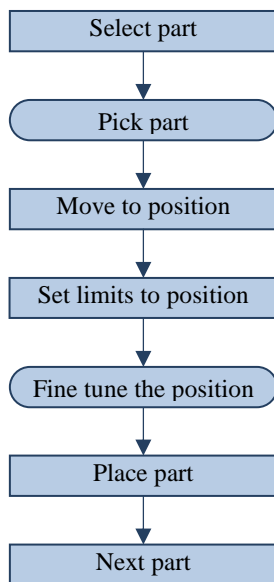 Select part
Pick part
Move to position
Set limits to position
Fine tune the position
Place part
Next part